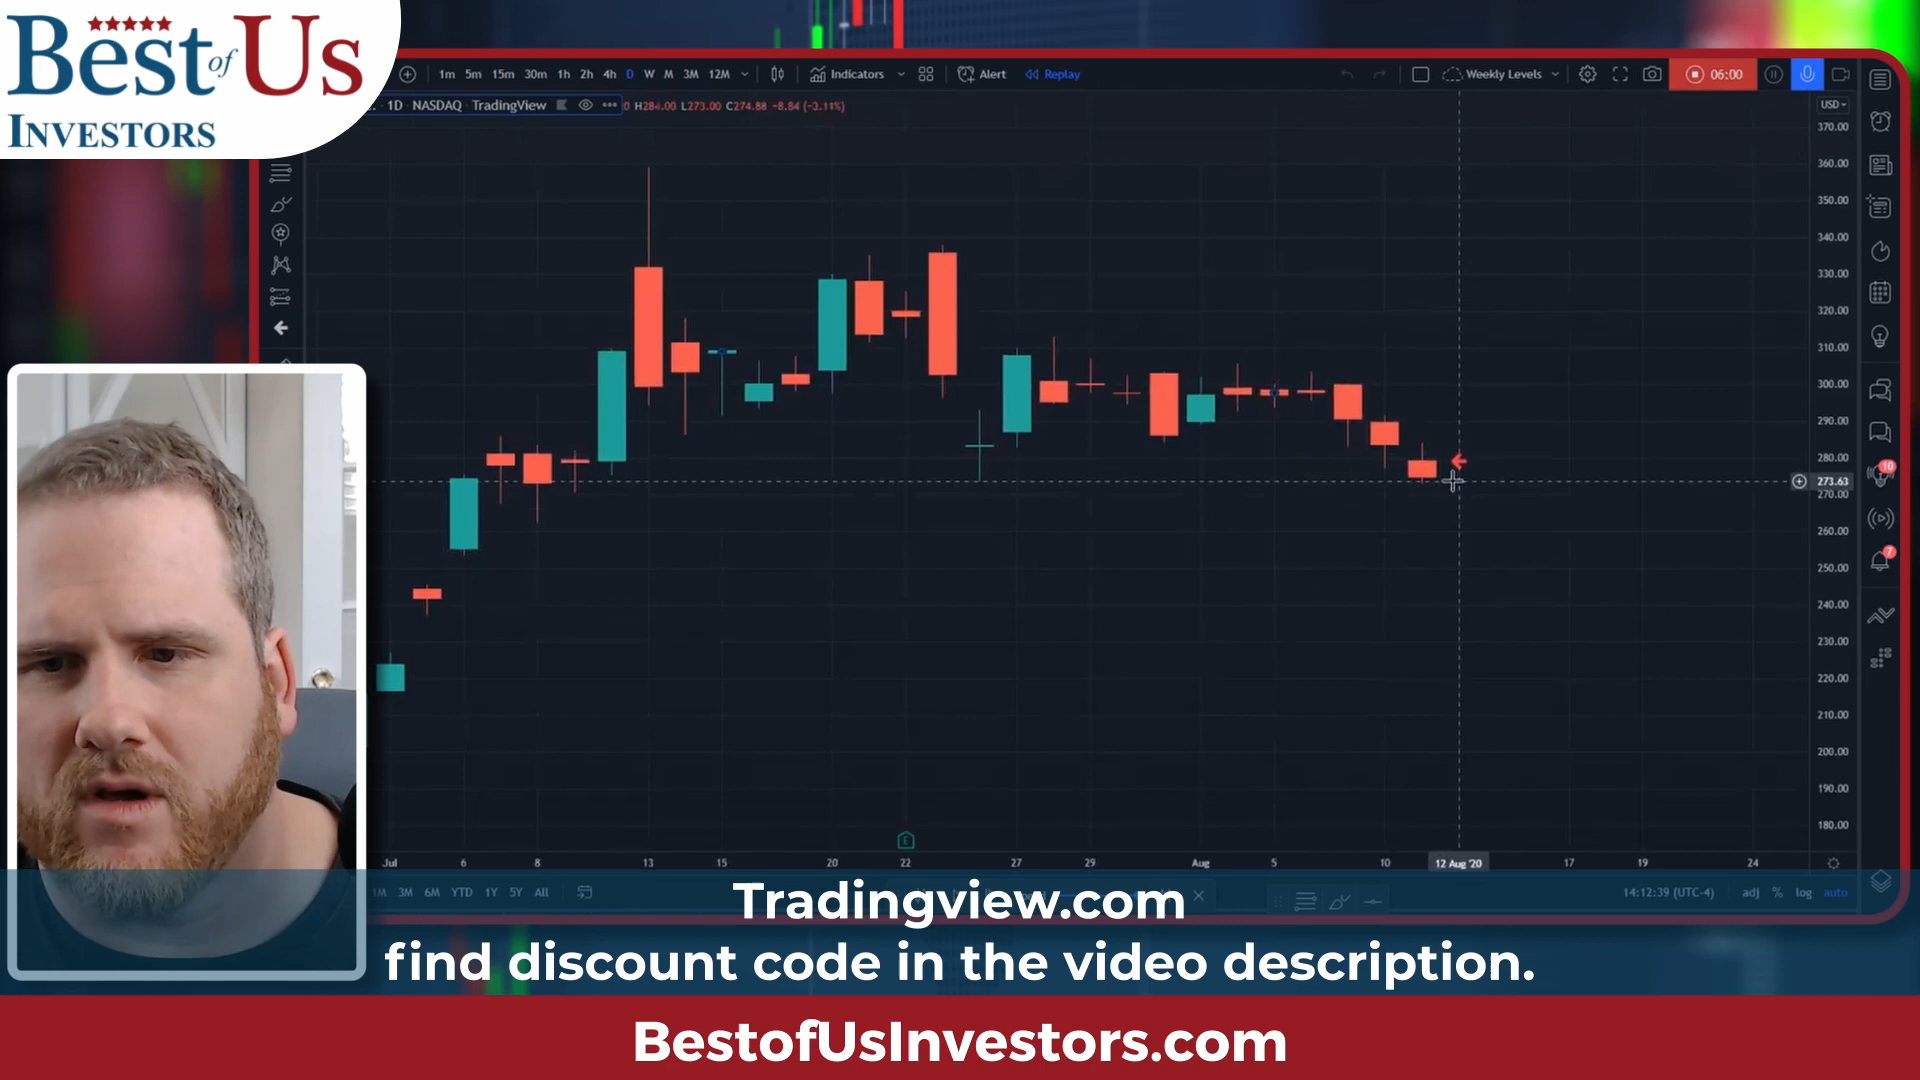 Best of Us
INVESTORS
1m 5m 15m 30m 1h 2h 4h D W M 3M 12M Indicators Alert Replay Weekly Levels 06:00
1D · NASDAQ TradingView H284.00 L273.00 C274.88 -8.84 (-3.11%)
USD
370.00
360.00
350.00
340.00
330.00
320.00
310.00
300.00
290.00
280.00
10
273.63
270.00
260.00
7
250.00
240.00
230.00
220.00
210.00
200.00
190.00
180.00
E
Jul 6 8 13 15 20 22 27 29 Aug 5 10 12 Aug '20 17 19 24
1M 3M 6M YTD 1Y 5Y All 14:12:39 (UTC-4) adj % log auto
Tradingview.com
find discount code in the video description.
BestofUsInvestors.com